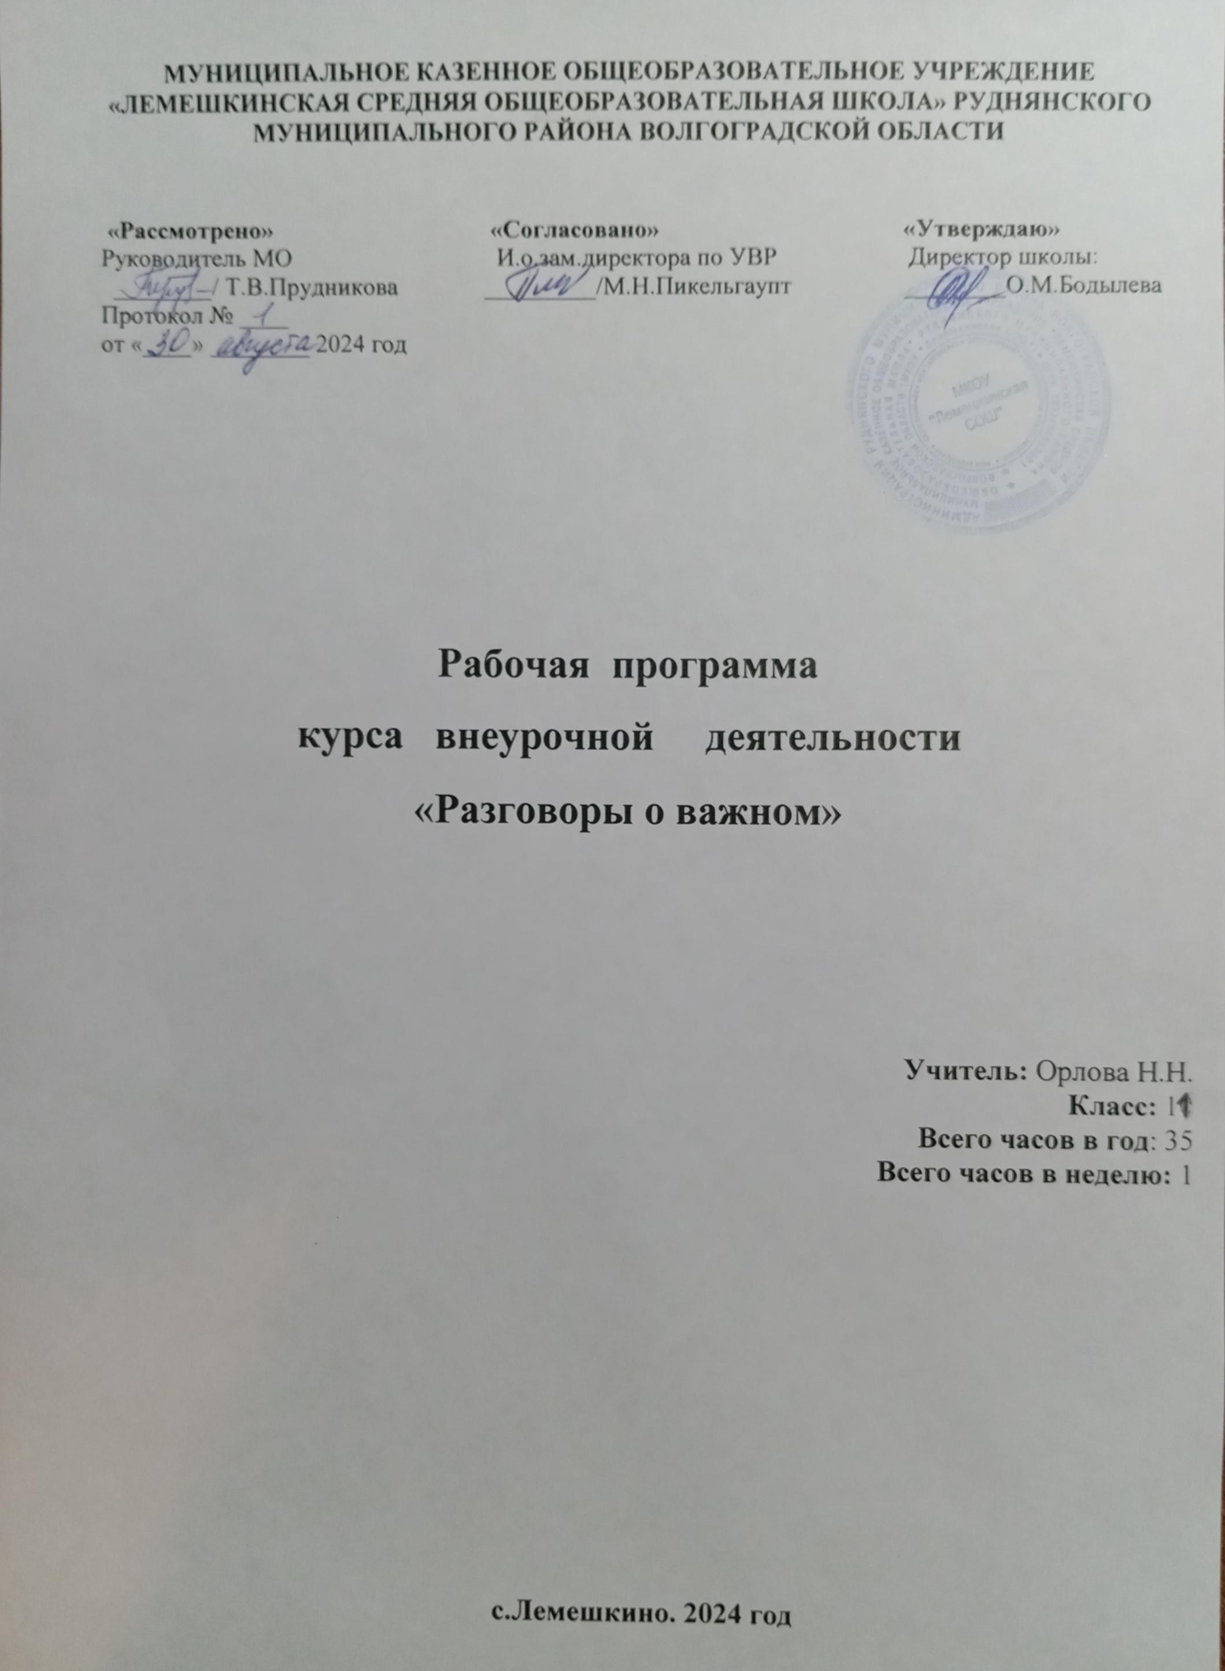 МУНИЦИПАЛЬНОЕ КАЗЕННОЕ ОБЩЕОБРАЗОВАТЕЛЬНОЕ УЧРЕЖДЕНИЕ
«ЛЕМЕШКИНСКАЯ СРЕДНЯЯ ОБЩЕОБРАЗОВАТЕЛЬНАЯ ШКОЛА» РУДНЯНСКОГО
МУНИЦИПАЛЬНОГО РАЙОНА ВОЛГОГРАДСКОЙ ОБЛАСТИ
«Рассмотрено» «Согласовано» «Утверждаю»
Руководитель МО И.о.зам.директора по УВР Директор школы:
/ Т.В.Прудникова /М.Н.Пикельгаупт О.М.Бодылева
Протокол № 1
от «30» августа 2024 год
МКОУ
"Лемешкинская
СОШ"
Рабочая программа
курса внеурочной деятельности
«Разговоры о важном»
Учитель: Орлова Н.Н.
Класс: 11
Всего часов в год: 35
Всего часов в неделю: 1
с.Лемешкино. 2024 год